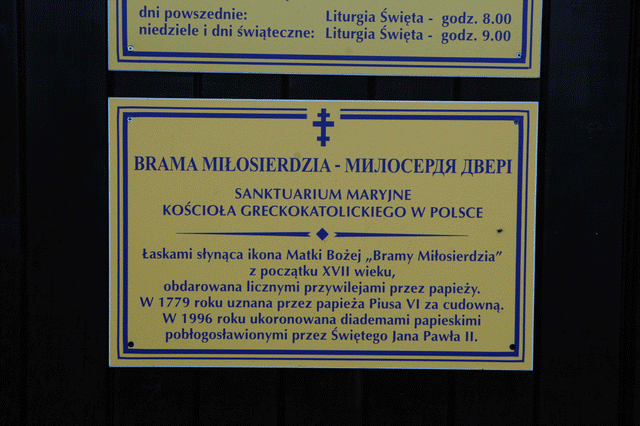 dni powszednie: Liturgia Święta - godz. 8.00
niedziele i dni świąteczne: Liturgia Święta - godz. 9.00
BRAMA MIŁOSIERDZIA - МИЛОСЕРДЯ ДВЕРІ
SANKTUARIUM MARYJNE
KOŚCIOŁA GRECKOKATOLICKIEGO W POLSCE
Łaskami słynąca ikona Matki Bożej „Bramy Miłosierdzia”
z początku XVII wieku,
obdarowana licznymi przywilejami przez papieży.
W 1779 roku uznana przez papieża Piusa VI za cudowną.
W 1996 roku ukoronowana diademami papieskimi
pobłogosławionymi przez Świętego Jana Pawła II.